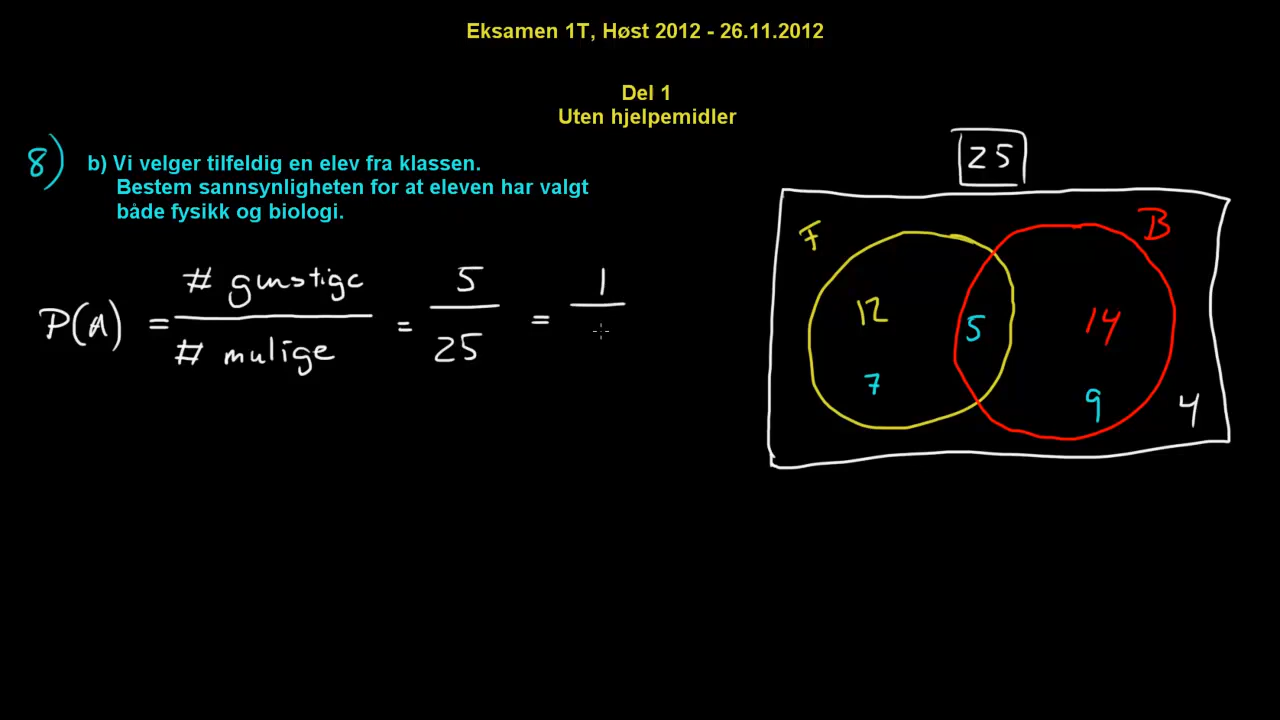 Eksamen 1T, Høst 2012 - 26.11.2012
Del 1
Uten hjelpemidler
8)
b) Vi velger tilfeldig en elev fra klassen.
Bestem sannsynligheten for at eleven har valgt
både fysikk og biologi.
P(A) = # gunstige / # mulige = 5 / 25 = 1 /
25
F
B
12
5
14
7
9
4